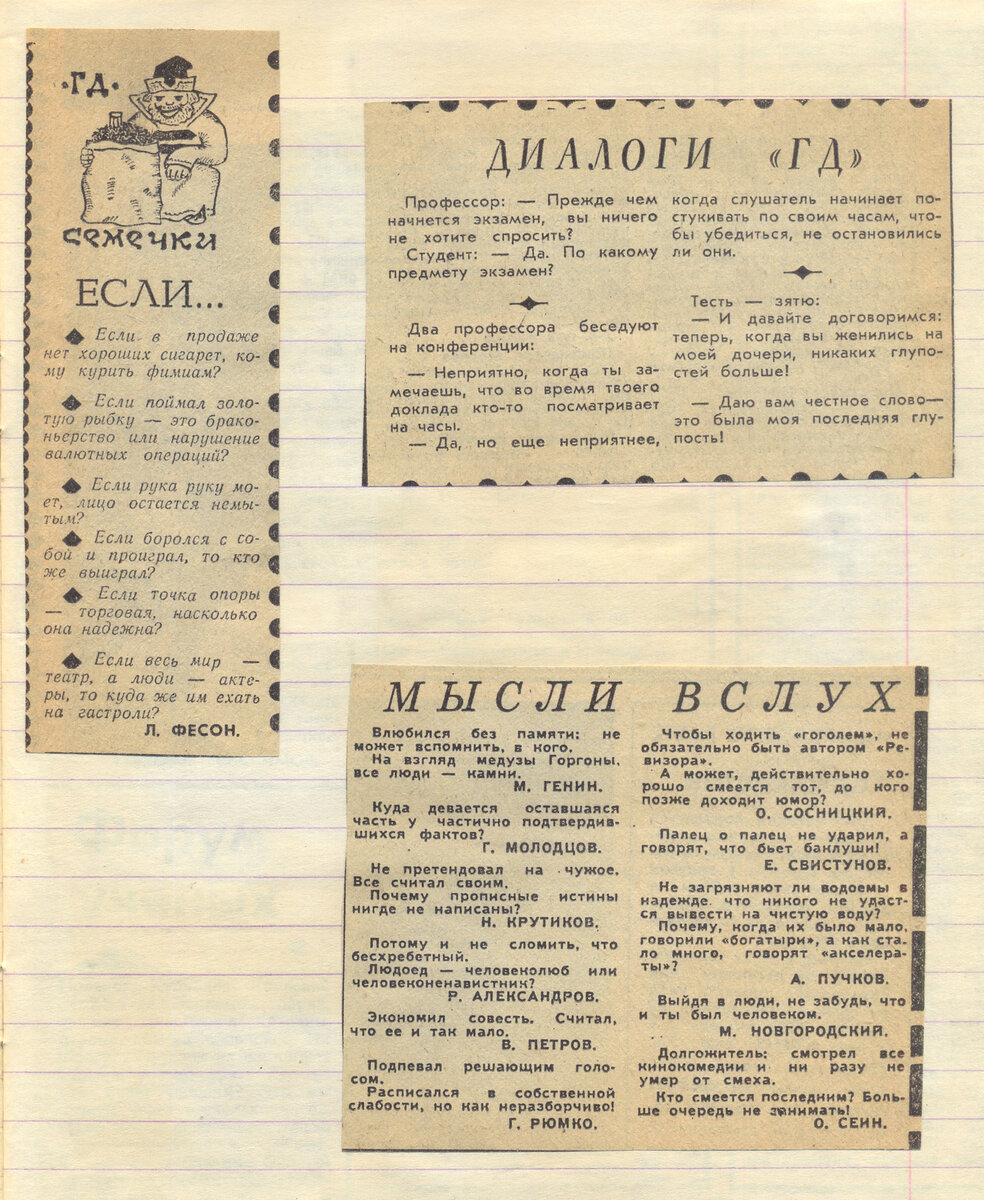 «ГД»
семечки
ЕСЛИ...
◆ Если в продаже
нет хороших сигарет, ко-
му курить фимиам?
◆ Если поймал золо-
тую рыбку — это брако-
ньерство или нарушение
валютных операций?
◆ Если рука руку мо-
ет, лицо остается немы-
тым?
◆ Если боролся с со-
бой и проиграл, то кто
же выиграл?
◆ Если точка опоры
— торговая, насколько
она надежна?
◆ Если весь мир —
театр, а люди — акте-
ры, то куда же им ехать
на гастроли?
Л. ФЕСОН.
ДИАЛОГИ «ГД»
Профессор: — Прежде чем
начнется экзамен, вы ничего
не хотите спросить?
Студент: — Да. По какому
предмету экзамен?
Два профессора беседуют
на конференции:
— Неприятно, когда ты за-
мечаешь, что во время твоего
доклада кто-то посматривает
на часы.
— Да, но еще неприятнее,
когда слушатель начинает по-
стукивать по своим часам, что-
бы убедиться, не остановились
ли они.
Тесть — зятю:
— И давайте договоримся:
теперь, когда вы женились на
моей дочери, никаких глупо-
стей больше!
— Даю вам честное слово—
это была моя последняя глу-
пость!
МЫСЛИ ВСЛУХ
Влюбился без памяти: не
может вспомнить, в кого.
На взгляд медузы Горгоны,
все люди — камни.
М. ГЕНИН.
Куда девается оставшаяся
часть у частично подтвердив-
шихся фактов?
Г. МОЛОДЦОВ.
Не претендовал на чужое.
Все считал своим.
Почему прописные истины
нигде не написаны?
Н. КРУТИКОВ.
Потому и не сломить, что
бесхребетный.
Людоед — человеколюб или
человеконенавистник?
Р. АЛЕКСАНДРОВ.
Экономил совесть. Считал,
что ее и так мало.
В. ПЕТРОВ.
Подпевал решающим голо-
сом.
Расписался в собственной
слабости, но как неразборчиво!
Г. РЮМКО.
Чтобы ходить «гоголем», не
обязательно быть автором «Ре-
визора».
А может, действительно хо-
рошо смеется тот, до кого
позже доходит юмор?
О. СОСНИЦКИЙ.
Палец о палец не ударил, а
говорят, что бьет баклуши!
Е. СВИСТУНОВ.
Не загрязняют ли водоемы в
надежде, что никого не удаст-
ся вывести на чистую воду?
Почему, когда их было мало,
говорили «богатыри», а как ста-
ло много, говорят «акселера-
ты»?
А. ПУЧКОВ.
Выйдя в люди, не забудь, что
и ты был человеком.
М. НОВГОРОДСКИЙ.
Долгожитель: смотрел все
кинокомедии и ни разу не
умер от смеха.
Кто смеется последним? Боль-
ше очередь не занимать!
О. СЕИН.